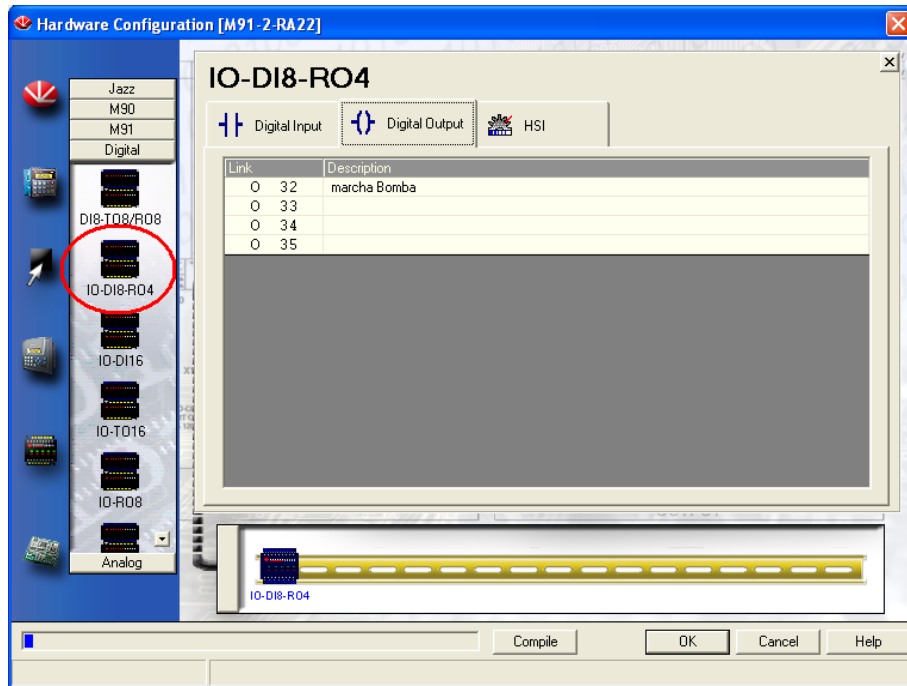 Hardware Configuration [M91-2-RA22]
Jazz
M90
M91
Digital
DI8-TO8/RO8
IO-DI8-RO4
IO-DI16
IO-TO16
IO-RO8
Analog
IO-DI8-RO4
Digital Input
Digital Output
HSI
Link Description
O 32 marcha Bomba
O 33
O 34
O 35
IO-DI8-RO4
Compile OK Cancel Help